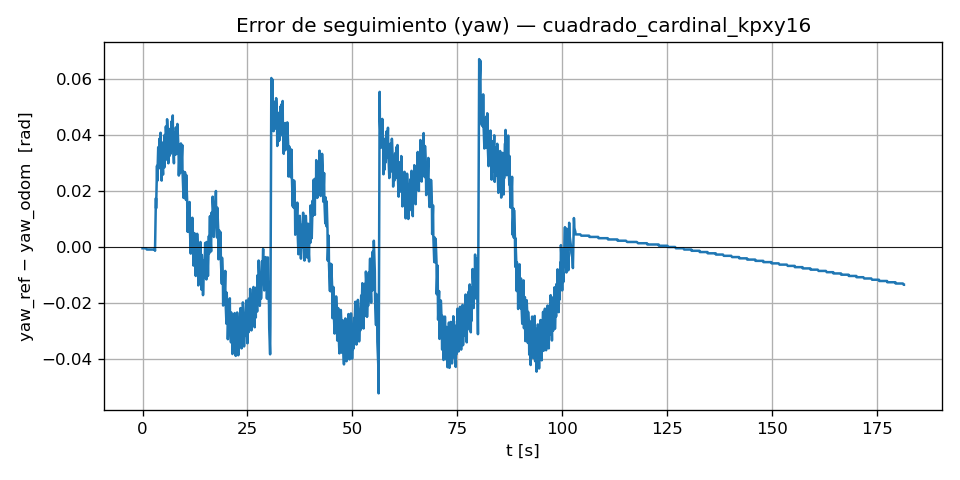 Error de seguimiento (yaw) — cuadrado_cardinal_kpxy16
yaw_ref − yaw_odom [rad]
0.06
0.04
0.02
0.00
−0.02
−0.04
0 25 50 75 100 125 150 175
t [s]